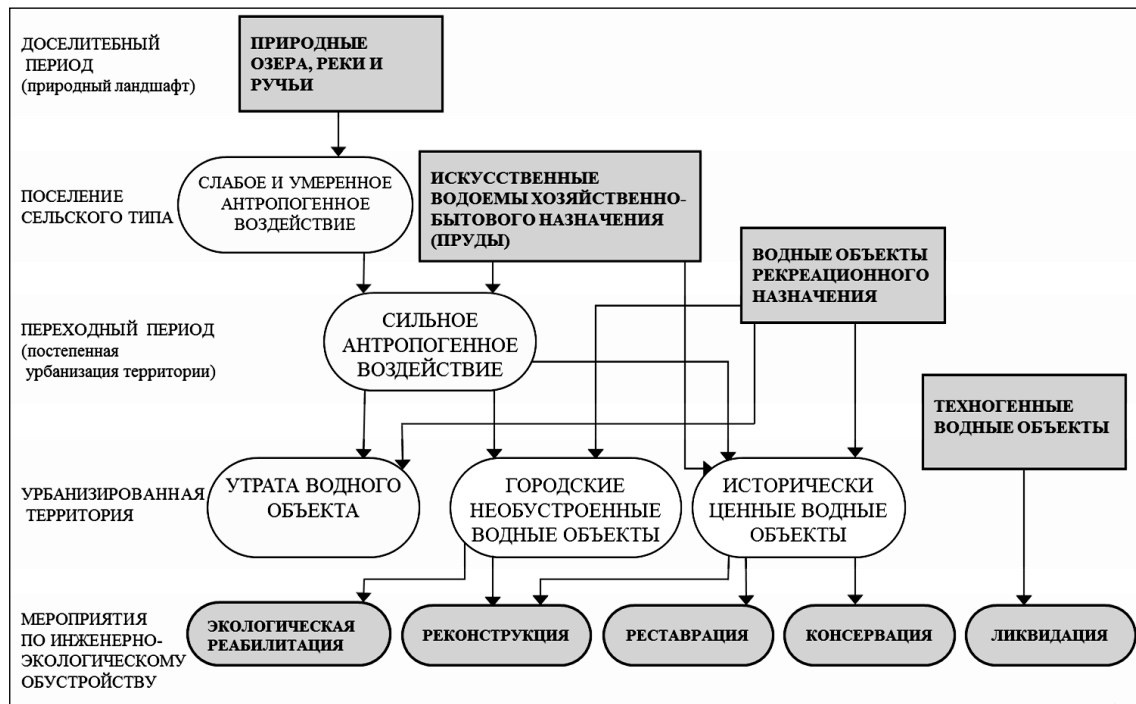 ДОСЕЛИТЕБНЫЙ
ПЕРИОД
(природный ландшафт)
ПРИРОДНЫЕ
ОЗЕРА, РЕКИ И
РУЧЬИ
ПОСЕЛЕНИЕ
СЕЛЬСКОГО ТИПА
СЛАБОЕ И УМЕРЕННОЕ
АНТРОПОГЕННОЕ
ВОЗДЕЙСТВИЕ
ИСКУССТВЕННЫЕ
ВОДОЕМЫ ХОЗЯЙСТВЕННО-
БЫТОВОГО НАЗНАЧЕНИЯ
(ПРУДЫ)
ВОДНЫЕ ОБЪЕКТЫ
РЕКРЕАЦИОННОГО
НАЗНАЧЕНИЯ
ПЕРЕХОДНЫЙ ПЕРИОД
(постепенная
урбанизация территории)
СИЛЬНОЕ
АНТРОПОГЕННОЕ
ВОЗДЕЙСТВИЕ
ТЕХНОГЕННЫЕ
ВОДНЫЕ ОБЪЕКТЫ
УРБАНИЗИРОВАННАЯ
ТЕРРИТОРИЯ
УТРАТА ВОДНОГО
ОБЪЕКТА
ГОРОДСКИЕ
НЕОБУСТРОЕННЫЕ
ВОДНЫЕ ОБЪЕКТЫ
ИСТОРИЧЕСКИ
ЦЕННЫЕ ВОДНЫЕ
ОБЪЕКТЫ
МЕРОПРИЯТИЯ
ПО ИНЖЕНЕРНО-
ЭКОЛОГИЧЕСКОМУ
ОБУСТРОЙСТВУ
ЭКОЛОГИЧЕСКАЯ
РЕАБИЛИТАЦИЯ
РЕКОНСТРУКЦИЯ
РЕСТАВРАЦИЯ
КОНСЕРВАЦИЯ
ЛИКВИДАЦИЯ